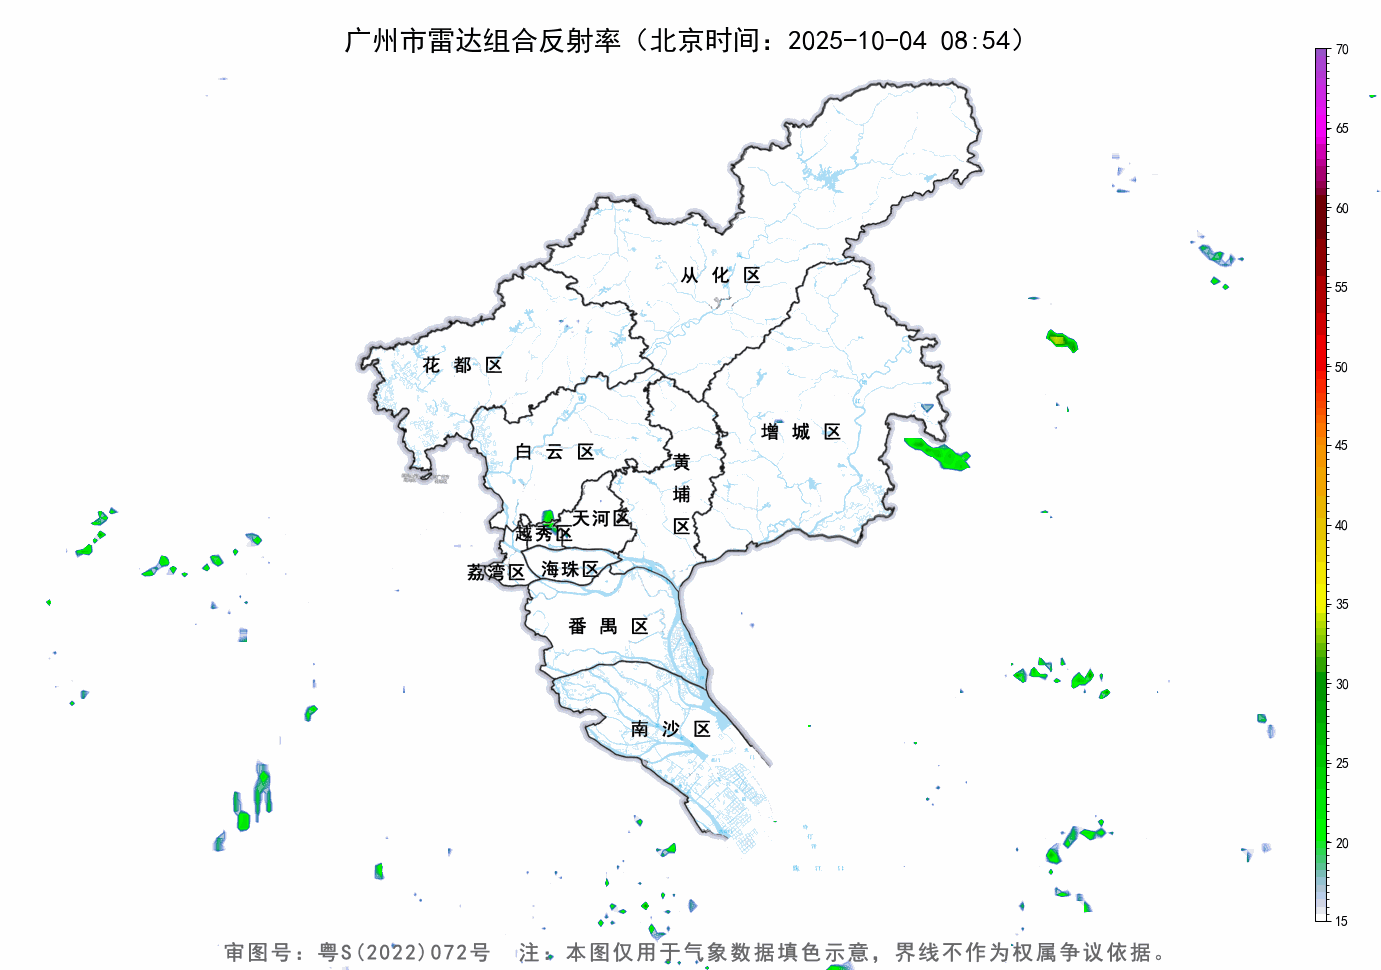 广州市雷达组合反射率（北京时间：2025-10-04 08:54）
70
65
60
55
50
45
40
35
30
25
20
15
从化区
花都区
增城区
白云区
黄埔区
天河区
越秀区
荔湾区
海珠区
番禺区
南沙区
审图号：粤S(2022)072号 注：本图仅用于气象数据填色示意，界线不作为权属争议依据。